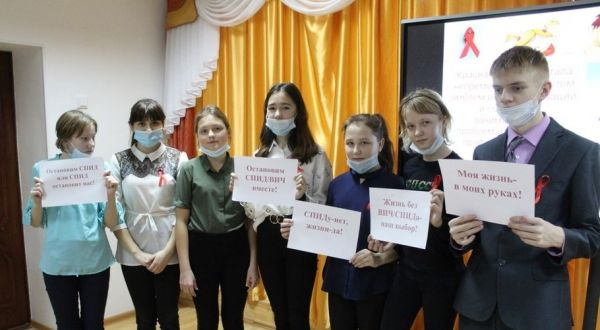 Остановим СПИД
или СПИД
остановит нас!
Остановим
СПИД/ВИЧ
вместе!
СПИДу-нет,
жизни-да!
Жизнь без
ВИЧ/СПИДа-
наш выбор!
Моя жизнь-
в моих руках!